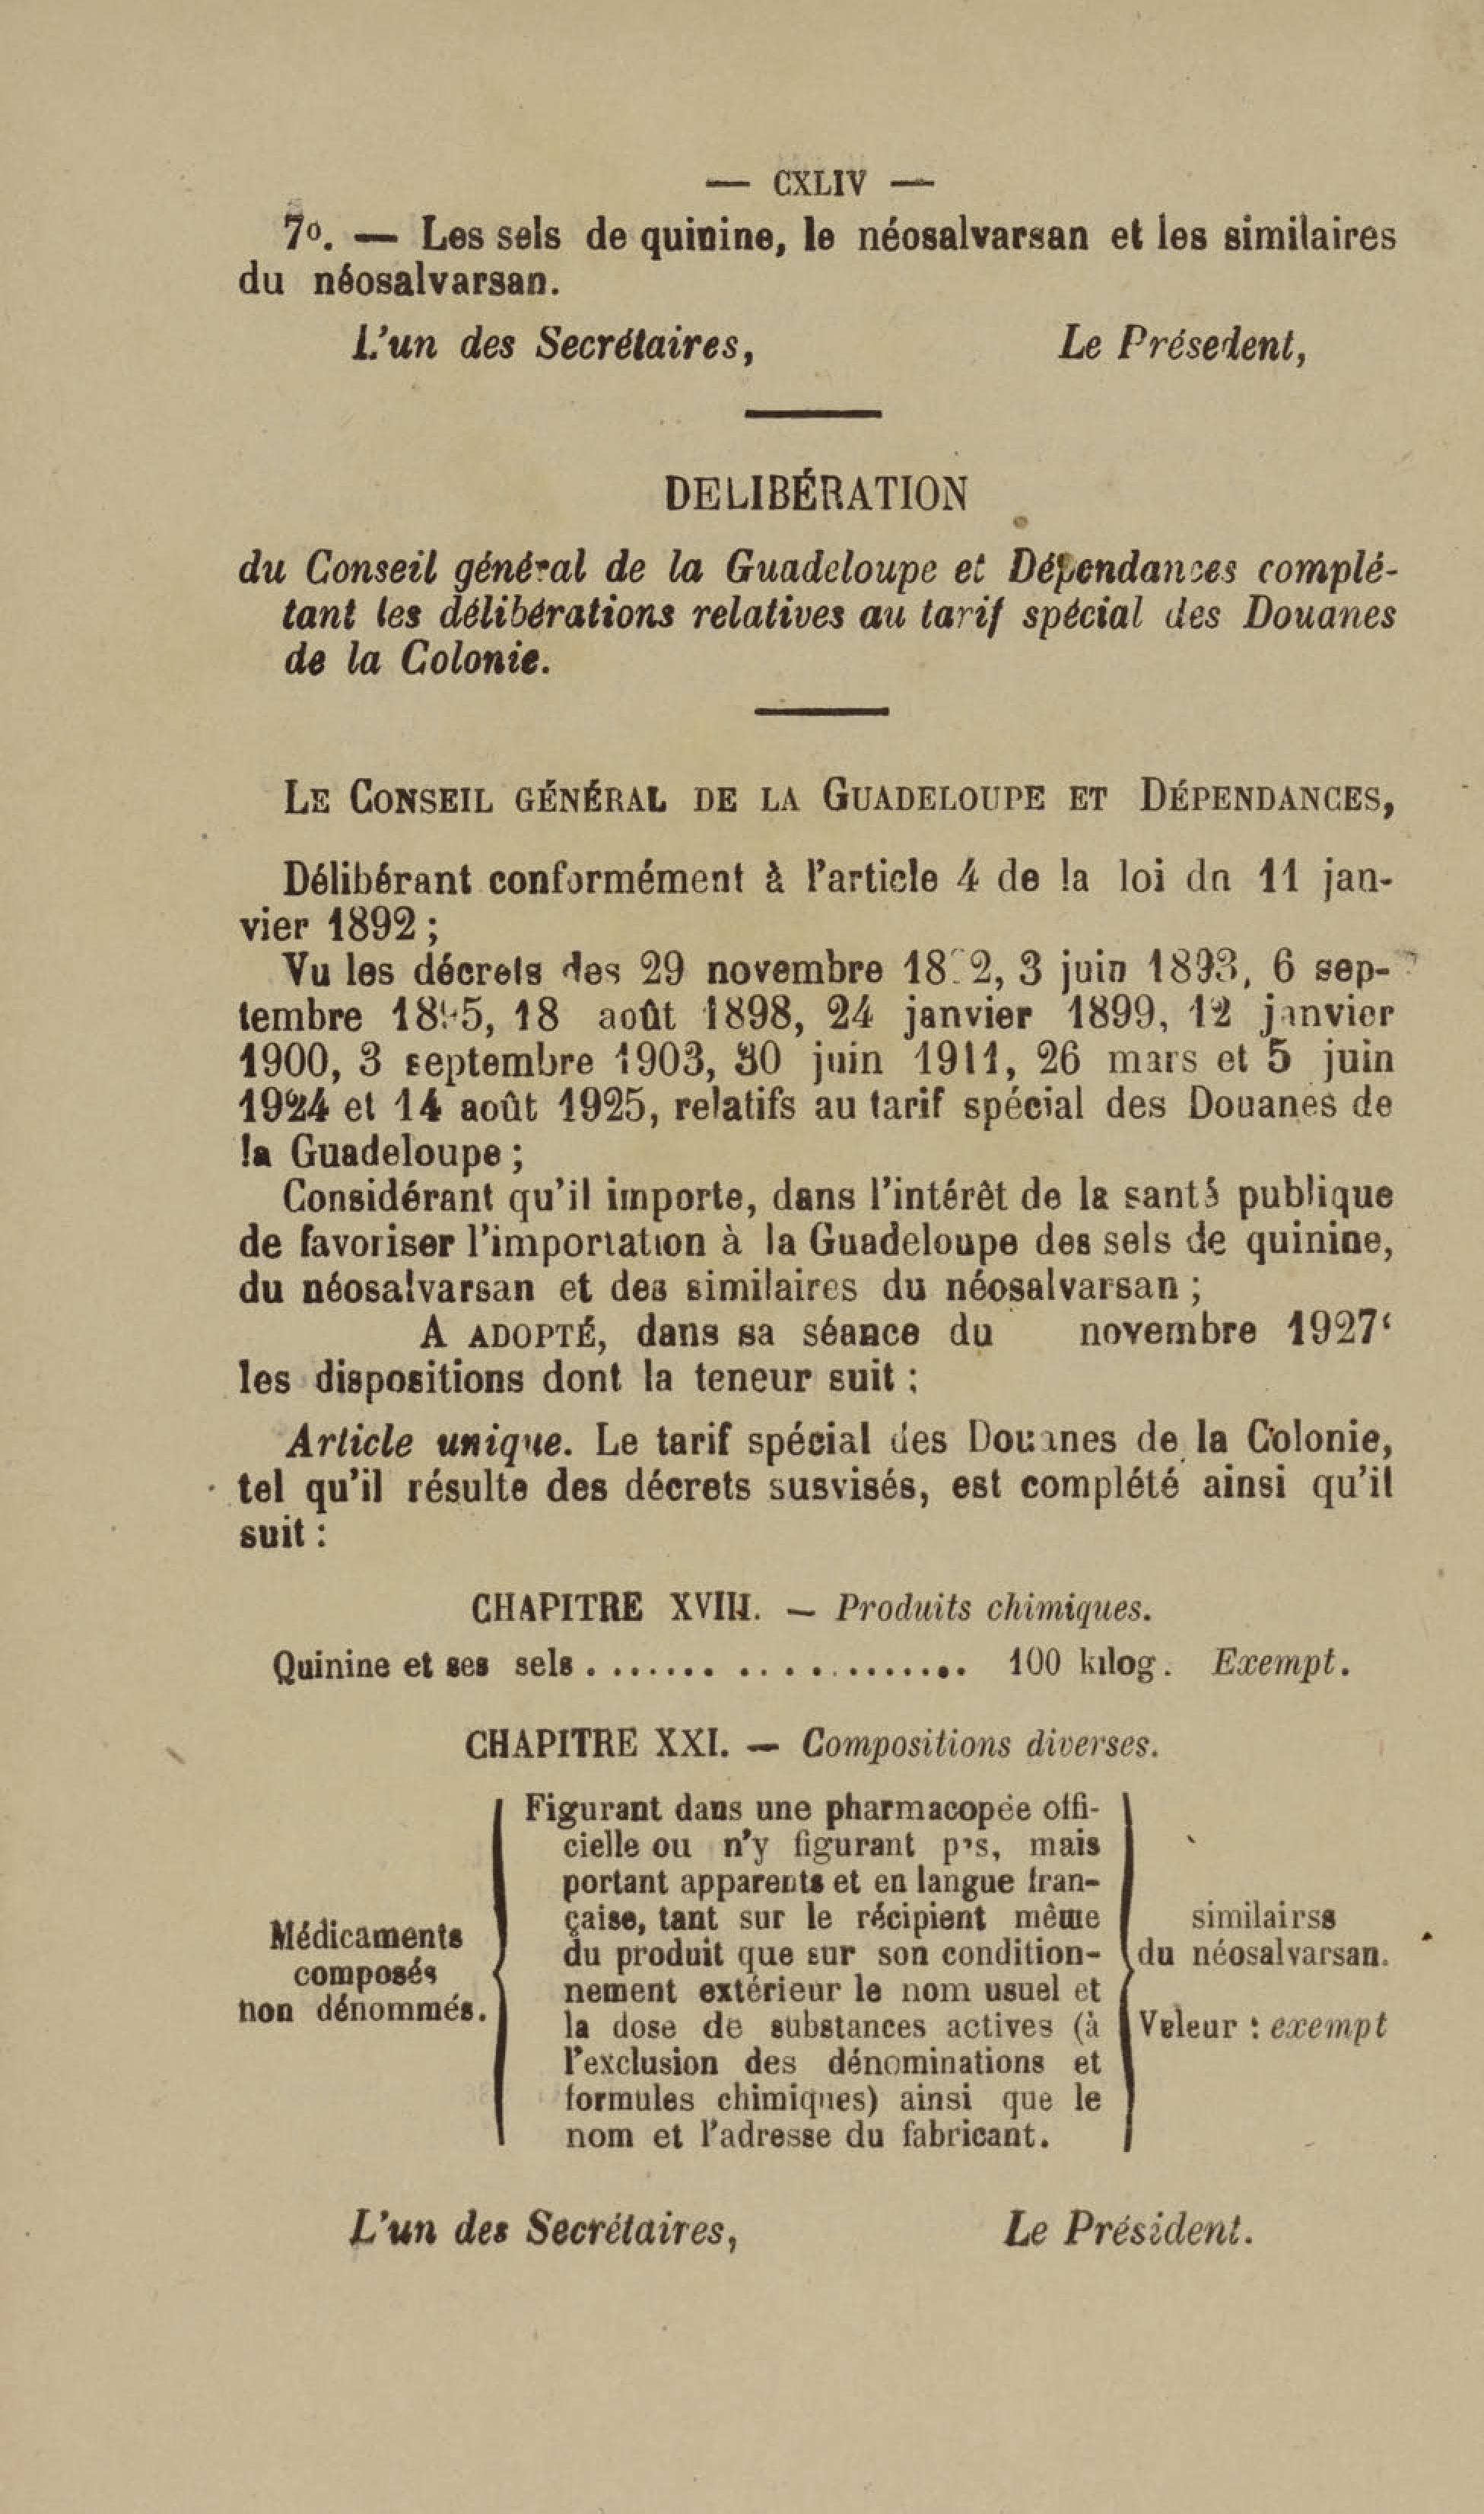 — CXLIV —
7o. — Les sels de quinine, le néosalvarsan et les similaires
du néosalvarsan.
L'un des Secrétaires, Le Présedent,
DELIBÉRATION
du Conseil général de la Guadeloupe et Dépendances complé-
tant les délibérations relatives au tarif spécial des Douanes
de la Colonie.
LE CONSEIL GÉNÉRAL DE LA GUADELOUPE ET DÉPENDANCES,
Délibérant conformément à l'article 4 de la loi dn 11 jan-
vier 1892 ;
Vu les décrets des 29 novembre 3 juin 1893, 6 sep-
tembre 18 août 1898, 24 janvier 1899, 12 janvier
1900, 3 septembre 1903, 30 juin 1911, 26 mars et 5 juin
1924 et 14 août 1925, relatifs au tarif spécial des Douanes de
la Guadeloupe ;
Considérant qu'il importe, dans l'intérêt de la santé publique
de favoriser l'importation à la Guadeloupe des sels de quinine,
du néosalvarsan et des similaires du néosalvarsan ;
A ADOPTÉ, dans sa séance du novembre 1927‘
les dispositions dont la teneur suit :
Article unique. Le tarif spécial des Douanes de la Colonie,
tel qu'il résulte des décrets susvisés, est complété ainsi qu'il
suit :
CHAPITRE XVIII. — Produits chimiques.
Quinine et ses sels . ....... .. . . . ........ 100 kilog. Exempt.
CHAPITRE XXI. — Compositions diverses.
Médicaments
composés
non dénommés.
Figurant dans une pharmacopée offi-
cielle ou n'y figurant pas, mais
portant apparents et en langue fran-
çaise, tant sur le récipient même
du produit que sur son condition-
nement extérieur le nom usuel et
la dose de substances actives (à
l'exclusion des dénominations et
formules chimiques) ainsi que le
nom et l'adresse du fabricant.
similairss
du néosalvarsan.
Veleur : exempt
L'un des Secrétaires, Le Président.